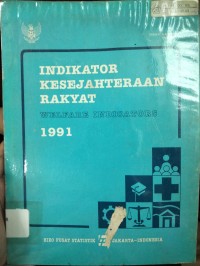 INDIKATOR
KESEJAHTERAAN
RAKYAT
WELFARE INDICATORS
1991
BIRO PUSAT STATISTIK JAKARTA-INDONESIA